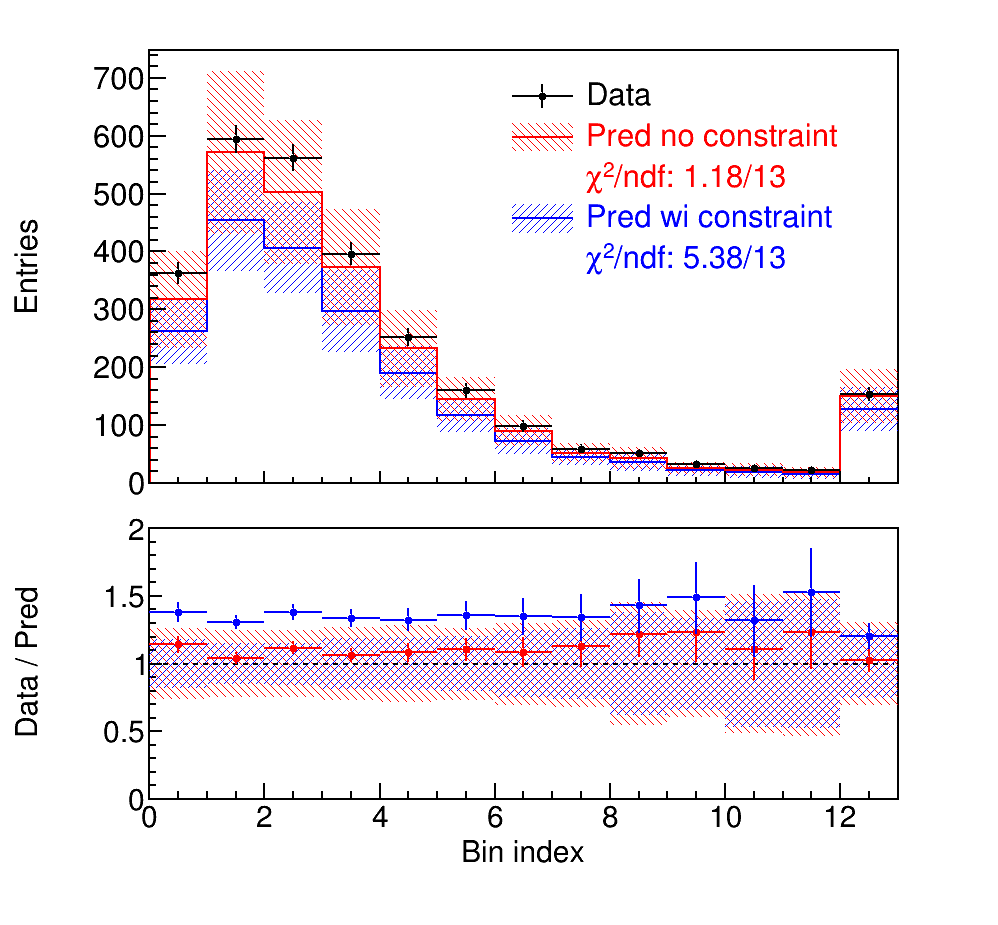 700
600
500
400
300
200
100
0
Entries
Data
Pred no constraint
χ²/ndf: 1.18/13
Pred wi constraint
χ²/ndf: 5.38/13
2
1.5
1
0.5
0
Data / Pred
0 2 4 6 8 10 12
Bin index